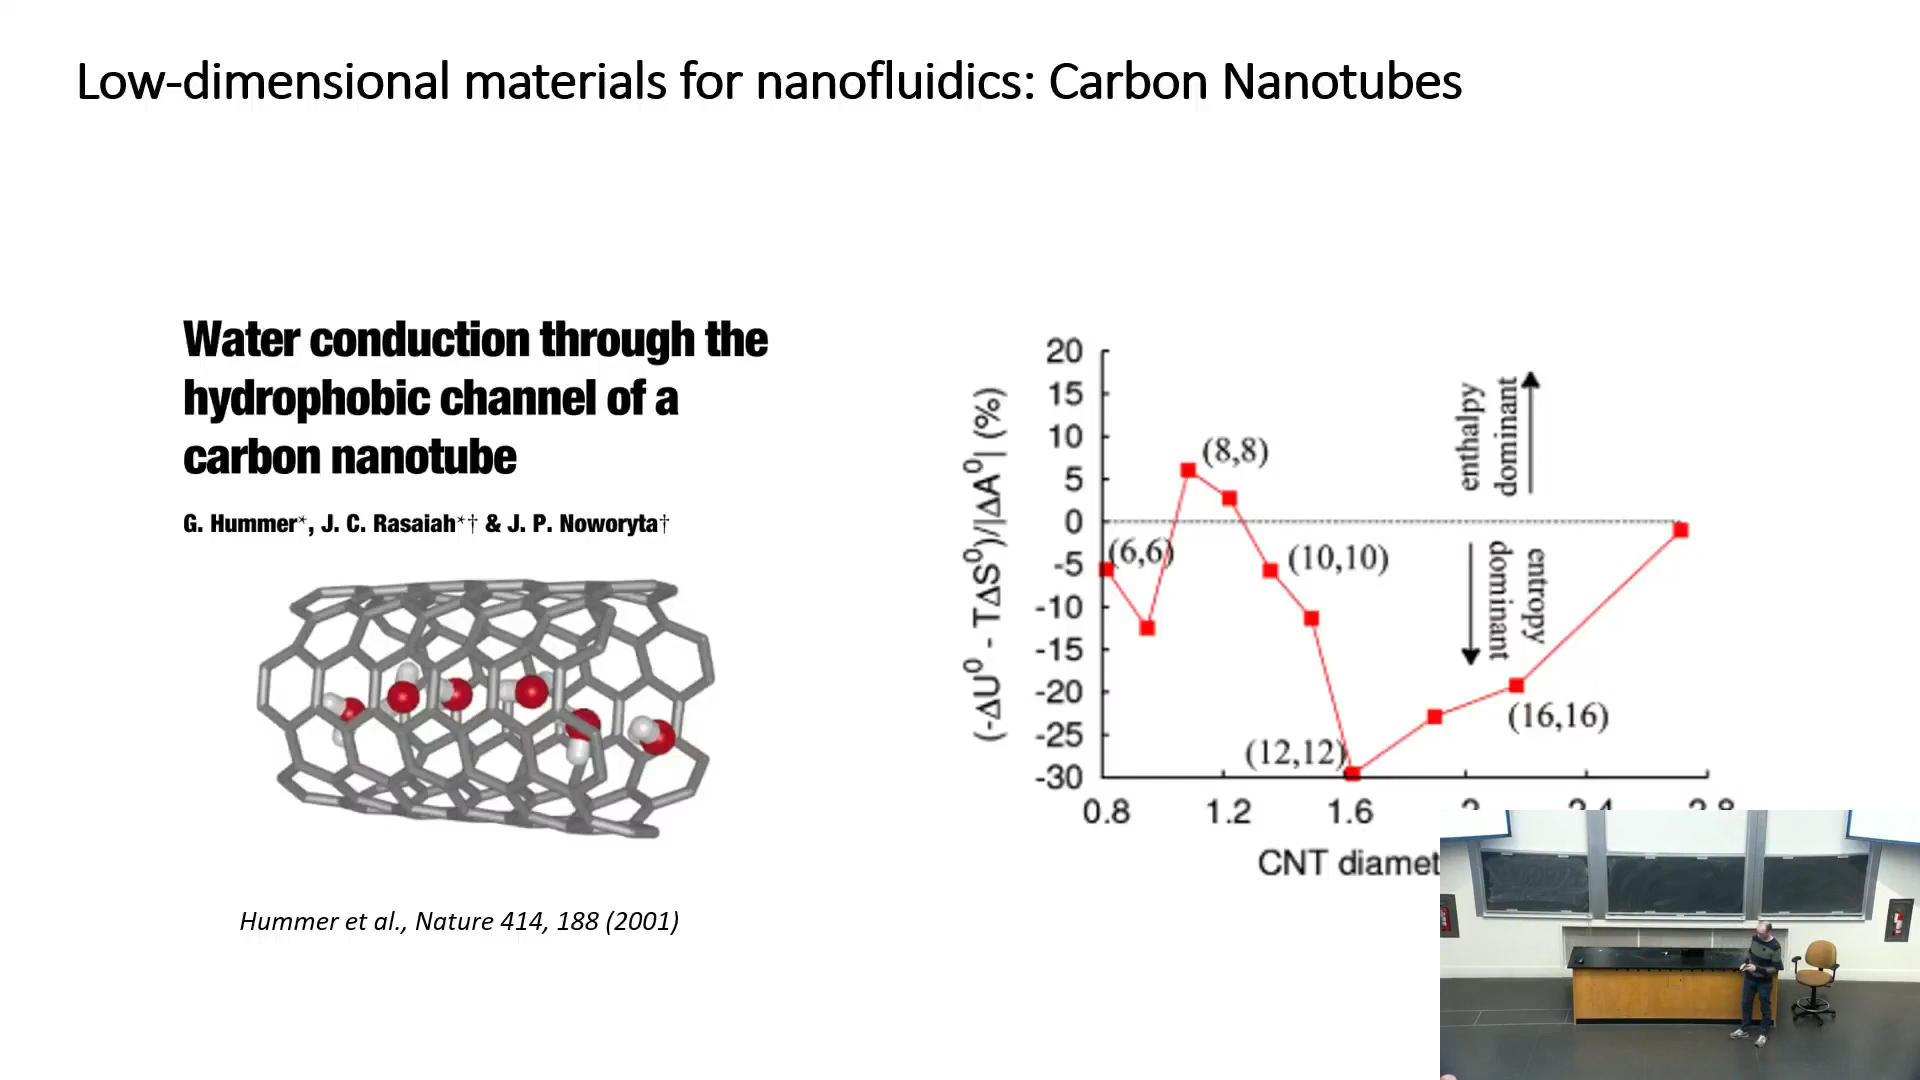 Low-dimensional materials for nanofluidics: Carbon Nanotubes
Water conduction through the
hydrophobic channel of a
carbon nanotube
G. Hummer*, J. C. Rasaiah*† & J. P. Noworyta†
Hummer et al., Nature 414, 188 (2001)
(-ΔU⁰ - TΔS⁰)/|ΔA⁰| (%)
20
15
10
5
0
-5
-10
-15
-20
-25
-30
(8,8)
(6,6)
(10,10)
(12,12)
(16,16)
enthalpy
dominant
entropy
dominant
0.8
1.2
1.6
CNT